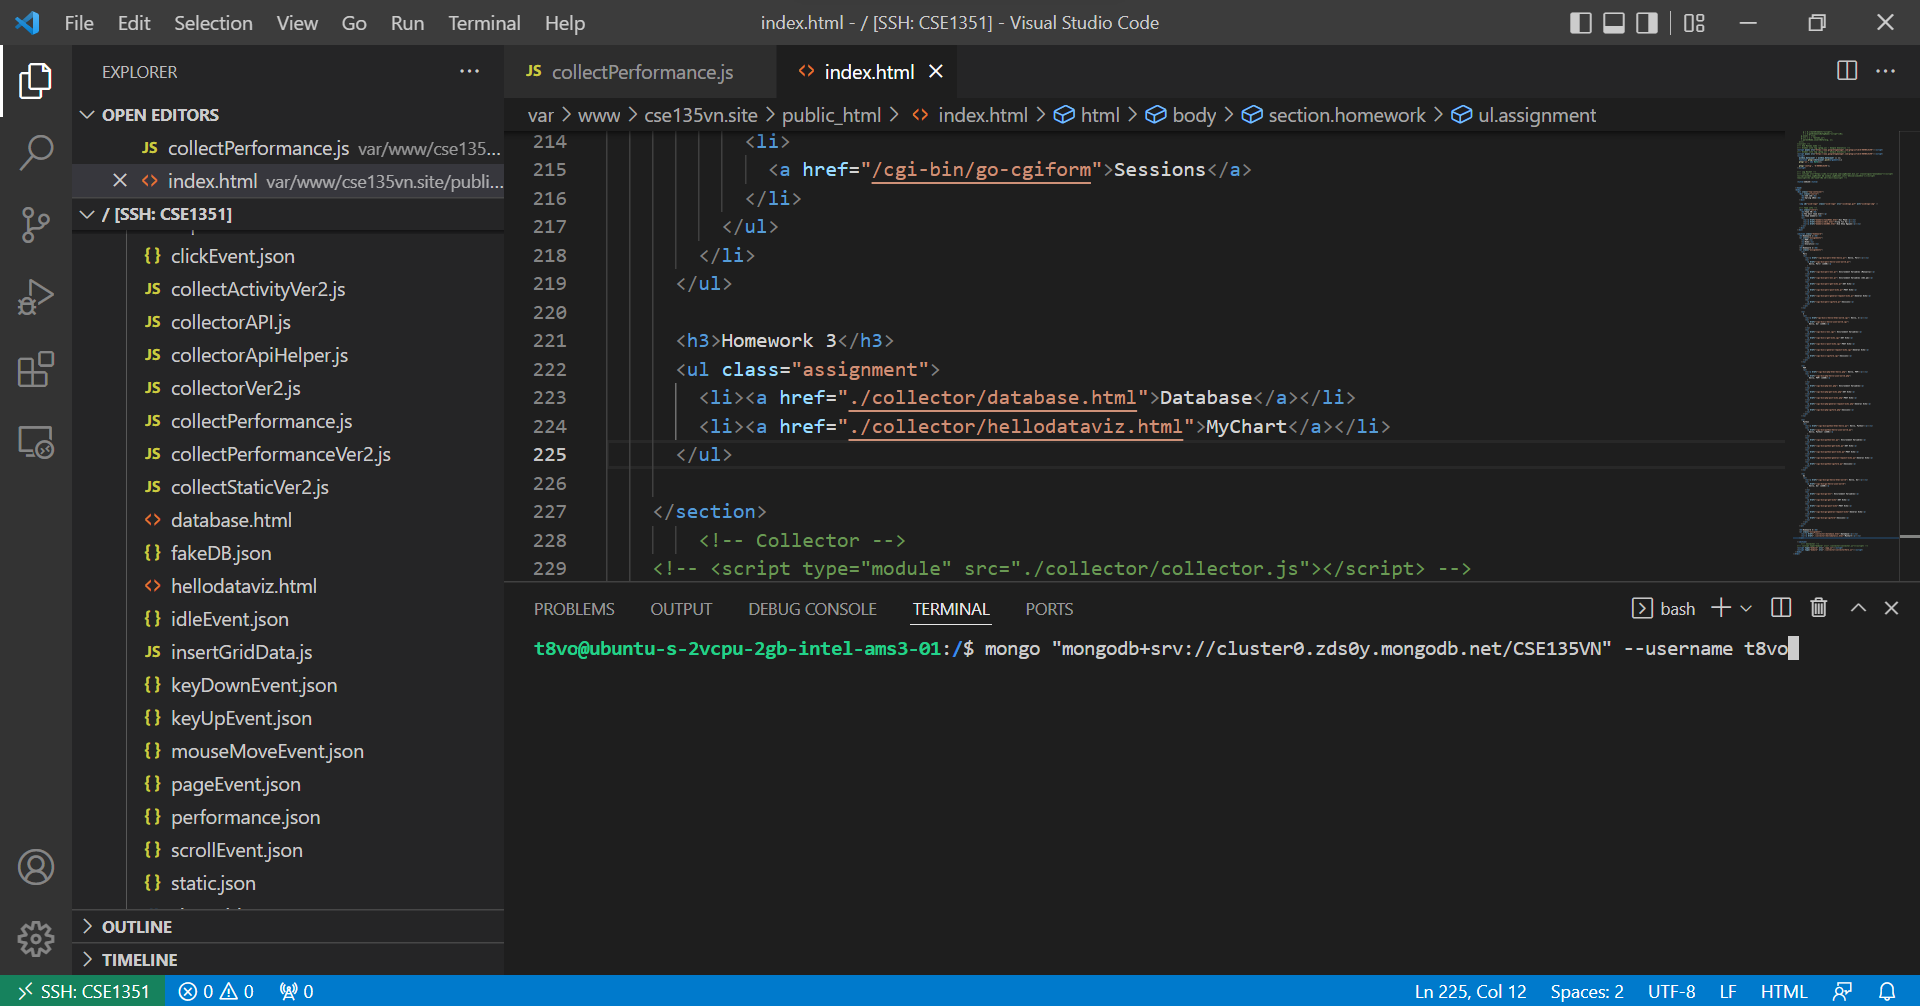 File Edit Selection View Go Run Terminal Help
index.html - / [SSH: CSE1351] - Visual Studio Code
EXPLORER
OPEN EDITORS
JS collectPerformance.js var/www/cse135...
<> index.html var/www/cse135vn.site/publi...
/ [SSH: CSE1351]
{} clickEvent.json
JS collectActivityVer2.js
JS collectorAPI.js
JS collectorApiHelper.js
JS collectorVer2.js
JS collectPerformance.js
JS collectPerformanceVer2.js
JS collectStaticVer2.js
<> database.html
{} fakeDB.json
<> hellodataviz.html
{} idleEvent.json
JS insertGridData.js
{} keyDownEvent.json
{} keyUpEvent.json
{} mouseMoveEvent.json
{} pageEvent.json
{} performance.json
{} scrollEvent.json
{} static.json
OUTLINE
TIMELINE
JS collectPerformance.js
<> index.html
var > www > cse135vn.site > public_html > <> index.html > html > body > section.homework > ul.assignment
214 <li>
215 <a href="/cgi-bin/go-cgiform">Sessions</a>
216 </li>
217 </ul>
218 </li>
219 </ul>
220
221 <h3>Homework 3</h3>
222 <ul class="assignment">
223 <li><a href="./collector/database.html">Database</a></li>
224 <li><a href="./collector/hellodataviz.html">MyChart</a></li>
225 </ul>
226
227 </section>
228 <!-- Collector -->
229 <!-- <script type="module" src="./collector/collector.js"></script> -->
PROBLEMS OUTPUT DEBUG CONSOLE TERMINAL PORTS
bash
t8vo@ubuntu-s-2vcpu-2gb-intel-ams3-01:/$ mongo "mongodb+srv://cluster0.zds0y.mongodb.net/CSE135VN" --username t8vo
SSH: CSE1351 0 0 0
Ln 225, Col 12 Spaces: 2 UTF-8 LF HTML